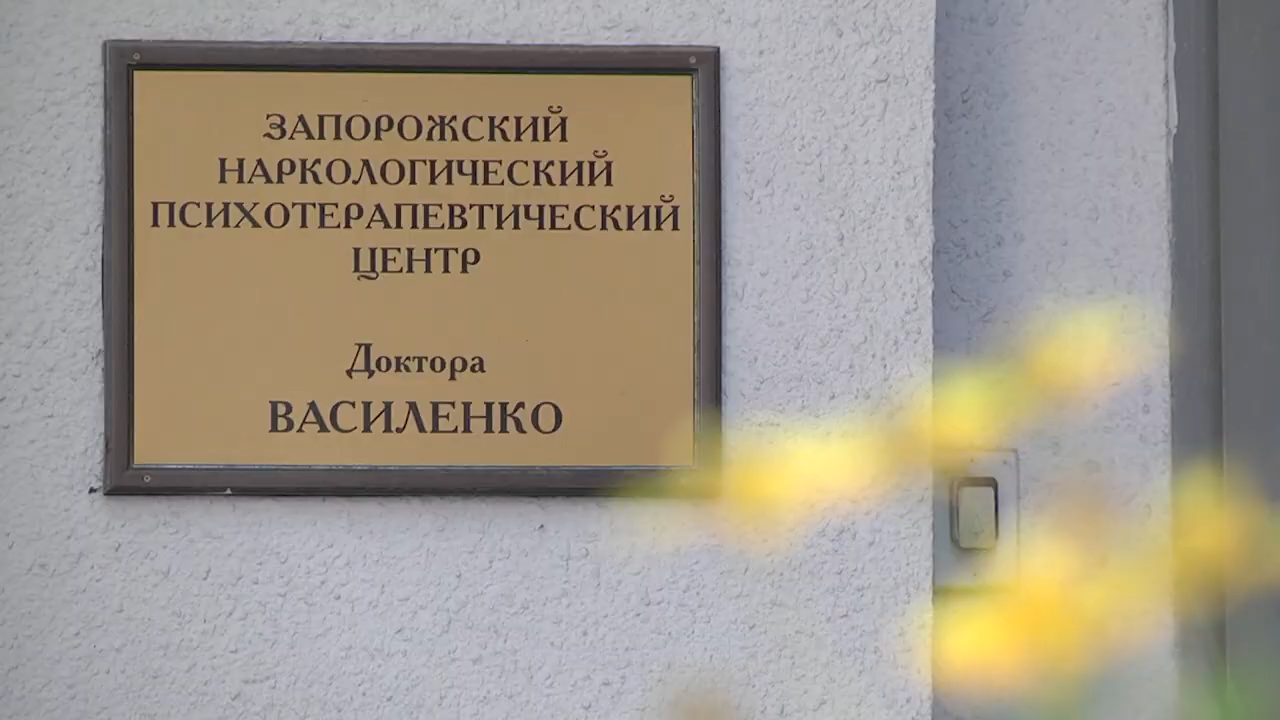 ЗАПОРОЖСКИЙ
НАРКОЛОГИЧЕСКИЙ
ПСИХОТЕРАПЕВТИЧЕСКИЙ
ЦЕНТР
Доктора
ВАСИЛЕНКО